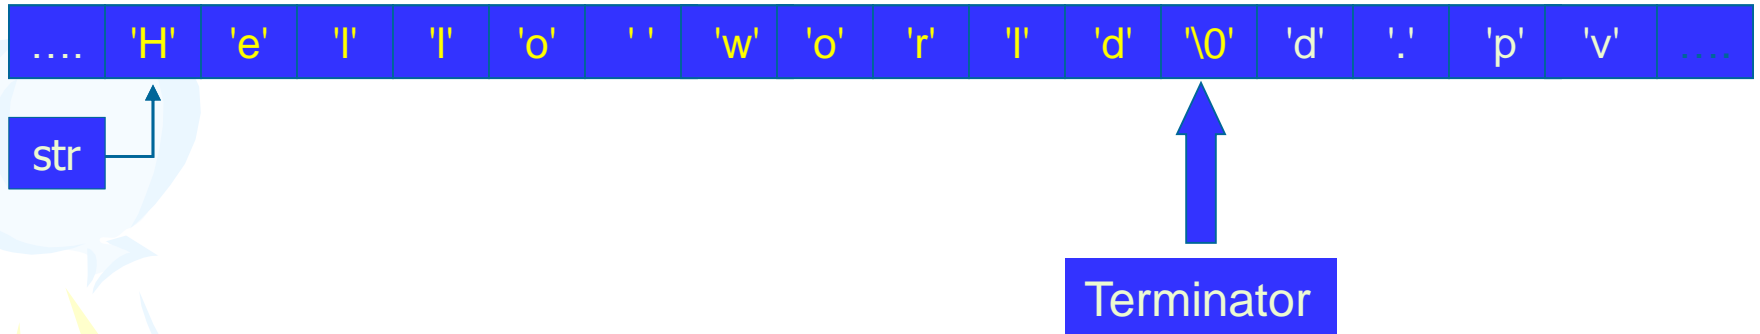 .... 'H' 'e' 'l' 'l' 'o' ' ' 'w' 'o' 'r' 'l' 'd' '\0' 'd' '.' 'p' 'v' ....
str
Terminator